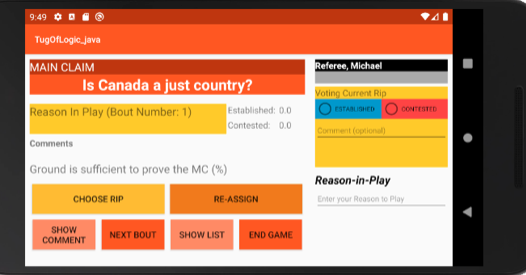 9:49
TugOfLogic_java
MAIN CLAIM
Is Canada a just country?
Reason In Play (Bout Number: 1)
Established: 0.0
Contested: 0.0
Comments
Ground is sufficient to prove the MC (%)
CHOOSE RIP
RE-ASSIGN
SHOW COMMENT
NEXT BOUT
SHOW LIST
END GAME
Referee, Michael
Voting Current Rip
ESTABLISHED
CONTESTED
Comment (optional)
Reason-in-Play
Enter your Reason to Play